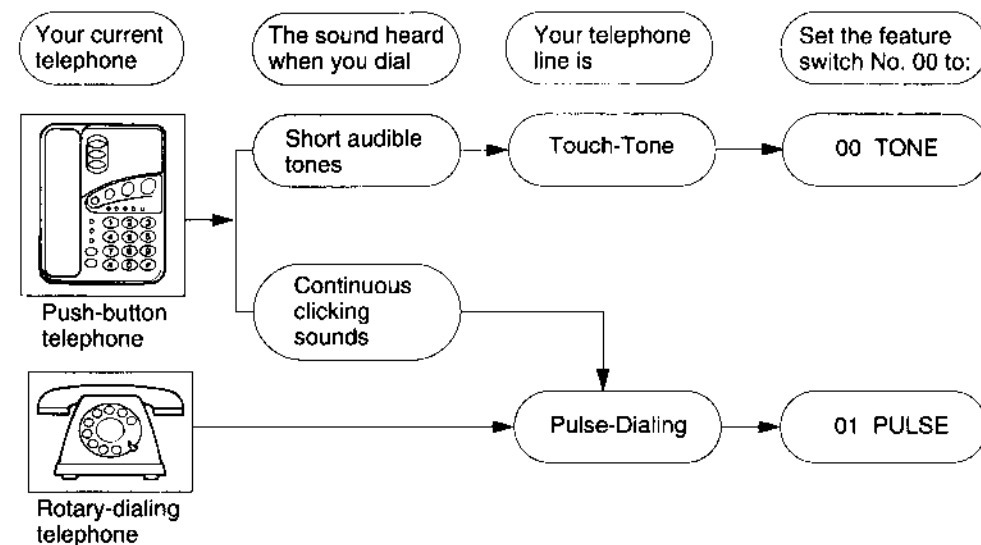 Your current
telephone
The sound heard
when you dial
Your telephone
line is
Set the feature
switch No. 00 to:
Short audible
tones
Touch-Tone
00 TONE
Push-button
telephone
Continuous
clicking
sounds
Pulse-Dialing
01 PULSE
Rotary-dialing
telephone